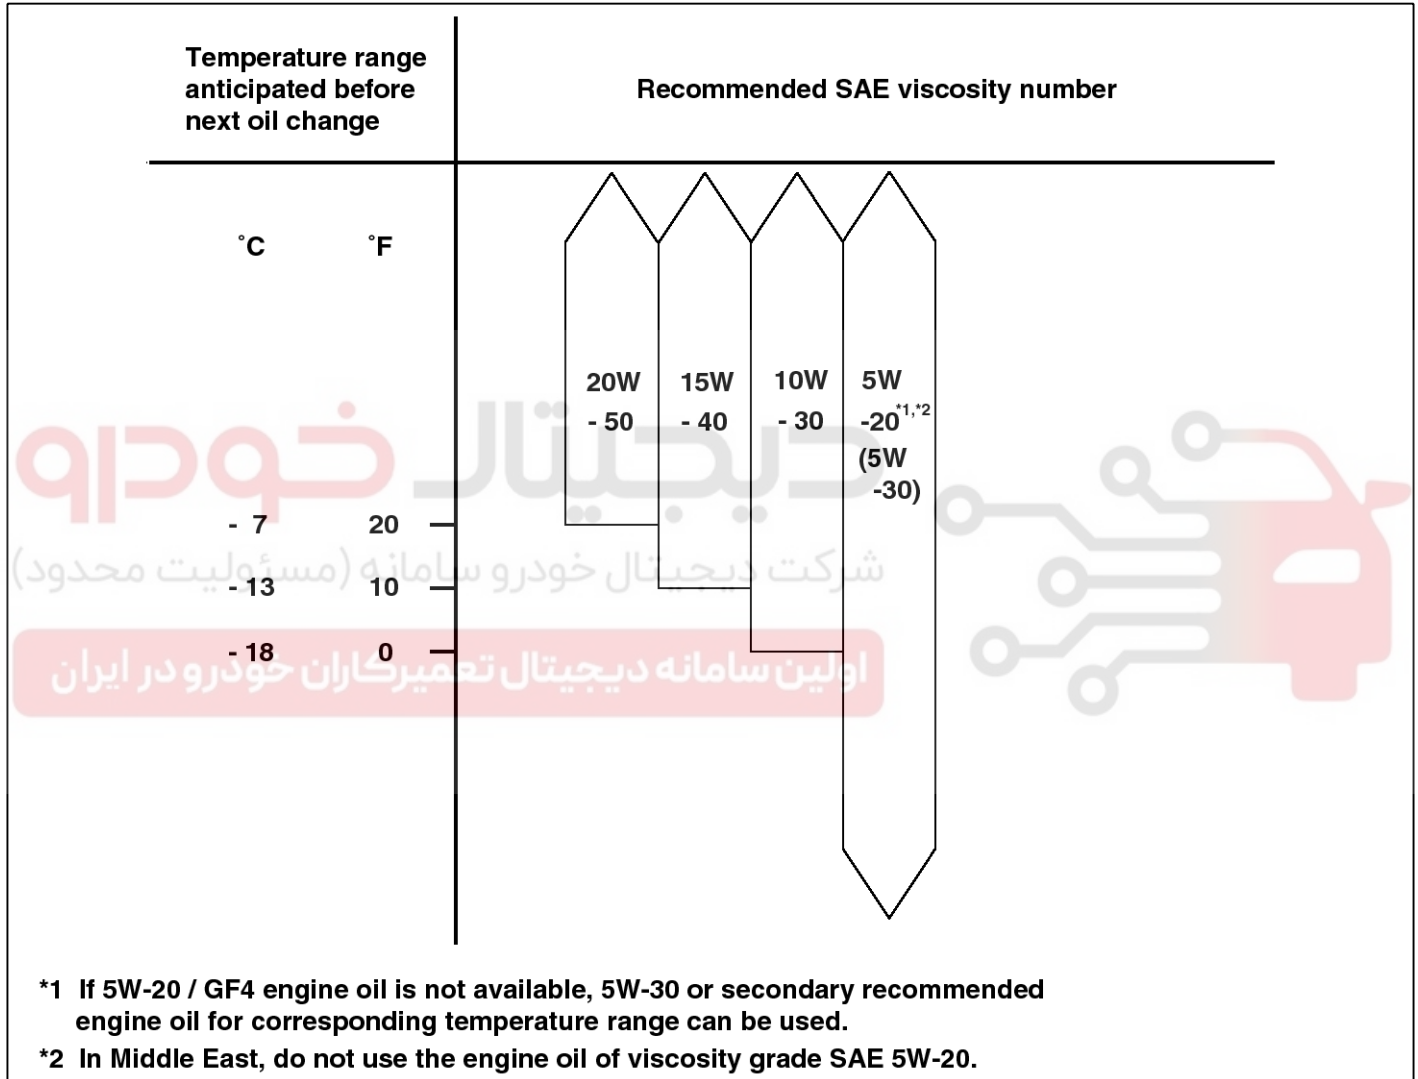 Temperature range
anticipated before
next oil change
Recommended SAE viscosity number
°C °F
20W
- 50
15W
- 40
10W
- 30
5W
-20*1,*2
(5W
-30)
- 7 20
- 13 10
- 18 0
دیجیتال خودرو
شرکت دیجیتال خودرو سامانه (مسئولیت محدود)
اولین سامانه دیجیتال تعمیرکاران خودرو در ایران
*1 If 5W-20 / GF4 engine oil is not available, 5W-30 or secondary recommended
engine oil for corresponding temperature range can be used.
*2 In Middle East, do not use the engine oil of viscosity grade SAE 5W-20.